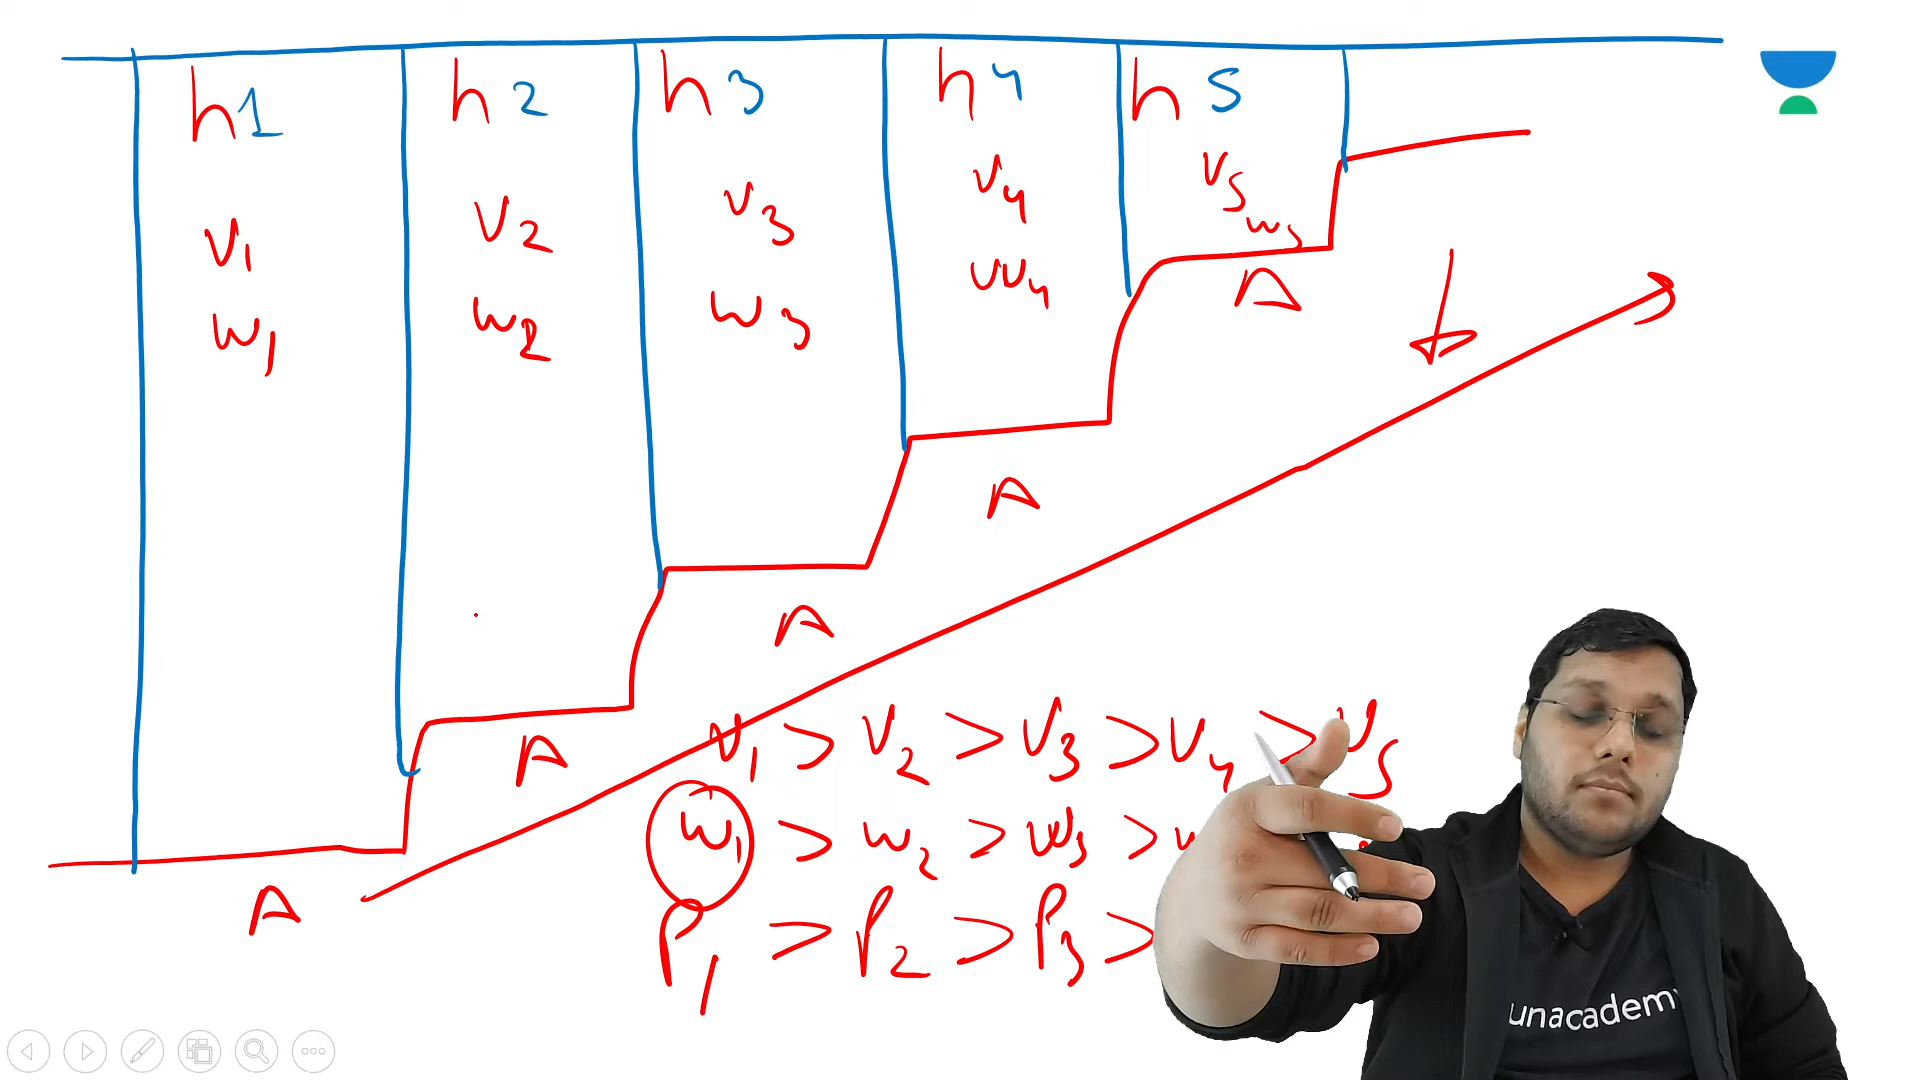 h1 h2 h3 h4 h5
V1 V2 V3 V4 V5
W1 W2 W3 W4 W5
A
A
A
A
A
V1 > V2 > V3 > V4 > V5
W1 > W2 > W3 >
P1 > P2 > P3 >
unacademy